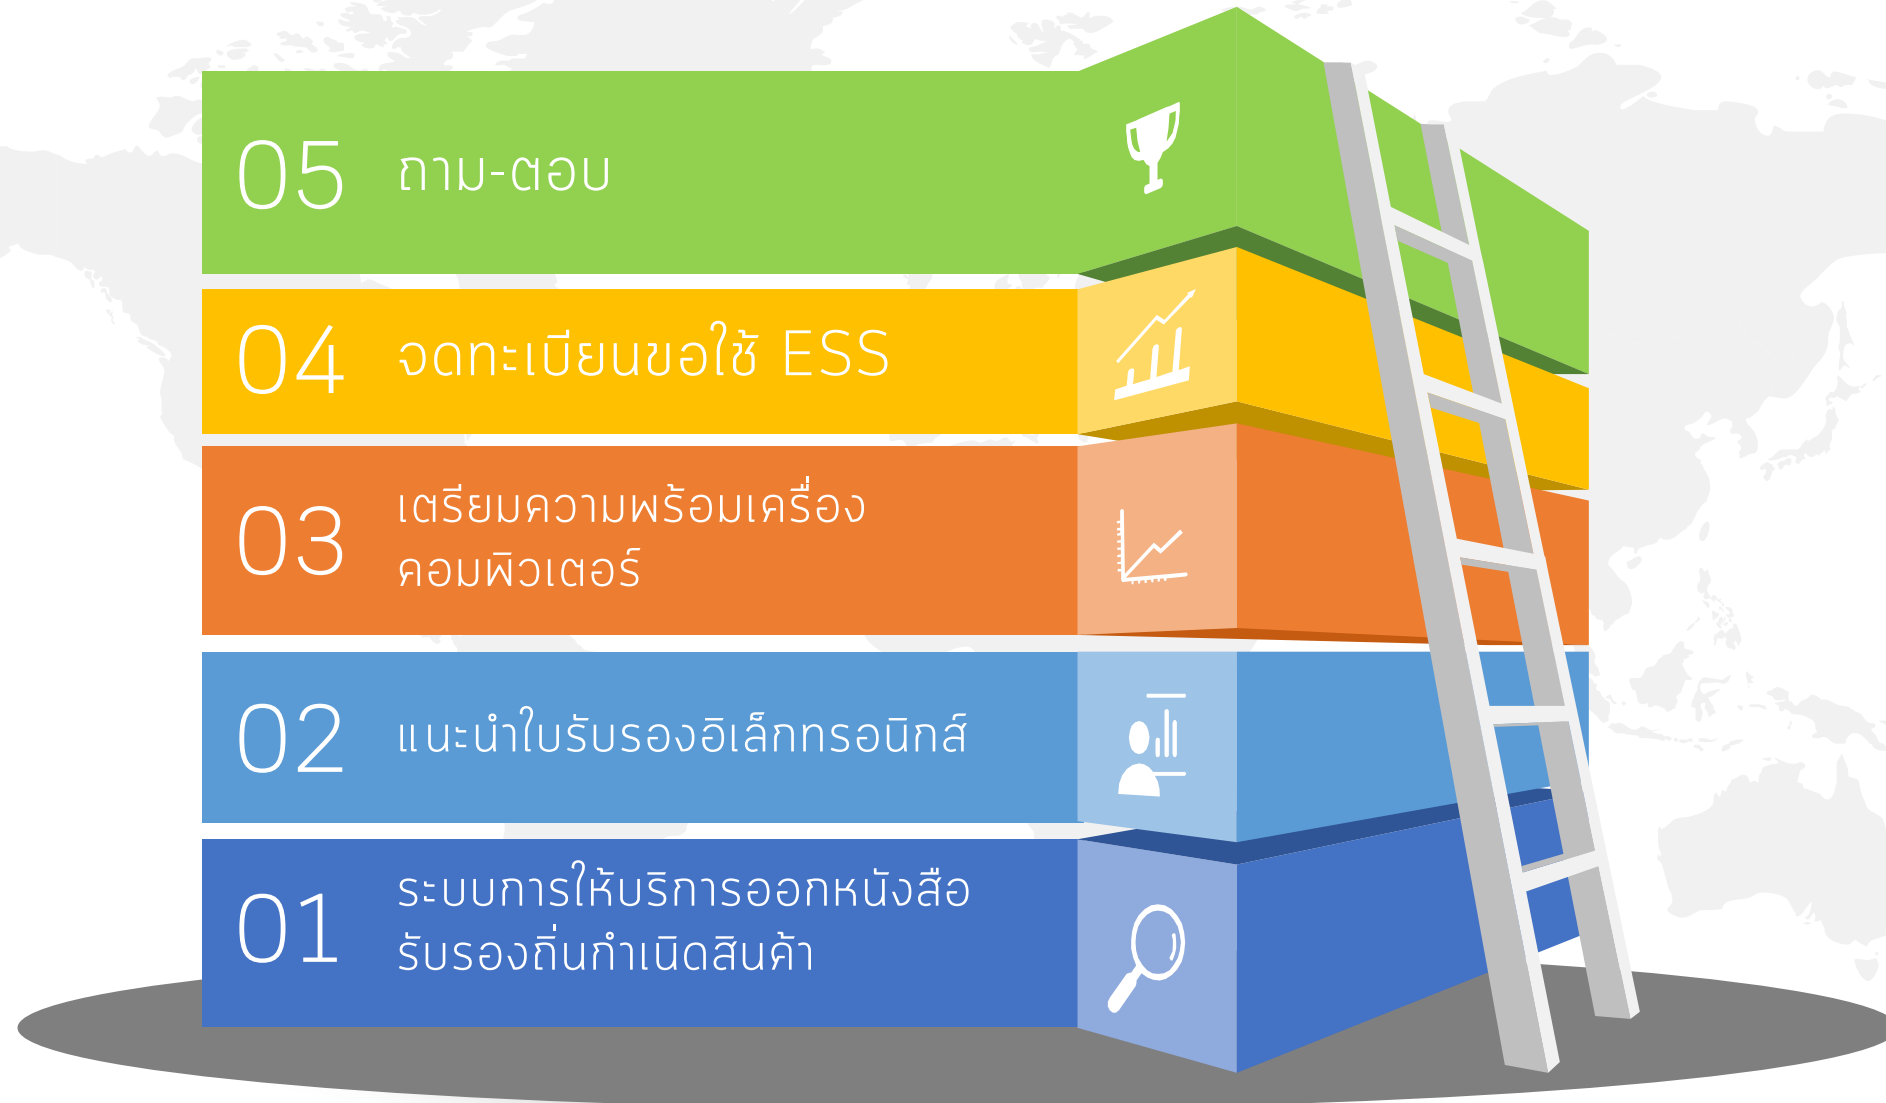 05 ถาม-ตอบ
04 จดทะเบียนขอใช้ ESS
03 เตรียมความพร้อมเครื่อง
คอมพิวเตอร์
02 แนะนำใบรับรองอิเล็กทรอนิกส์
01 ระบบการให้บริการออกหนังสือ
รับรองถิ่นกำเนิดสินค้า